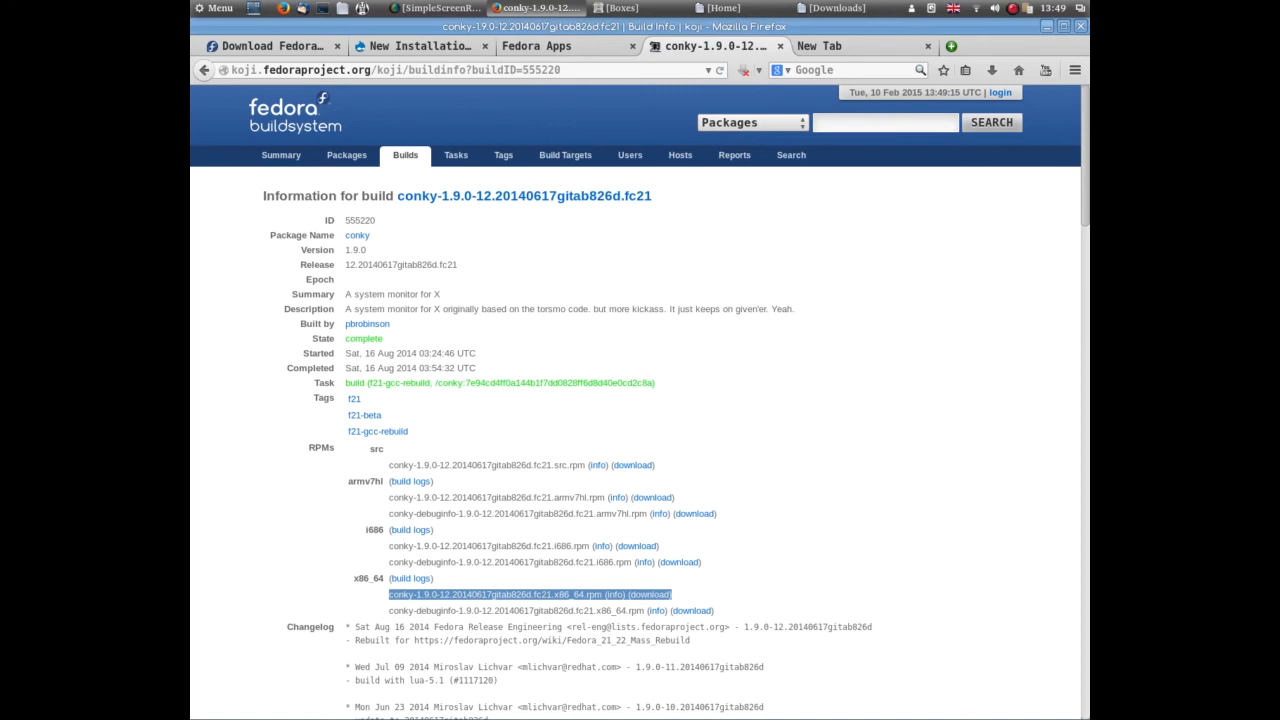 Menu [SimpleScreenR... conky-1.9.0-12.... [Boxes] [Home] [Downloads] 13:49
conky-1.9.0-12.20140617gitab826d.fc21 | Build Info | koji - Mozilla Firefox
Download Fedora... × New Installatio... × Fedora Apps × conky-1.9.0-12.... × New Tab ×
koji.fedoraproject.org/koji/buildinfo?buildID=555220 Google
fedora
buildsystem
Tue, 10 Feb 2015 13:49:15 UTC | login
Packages SEARCH
Summary Packages Builds Tasks Tags Build Targets Users Hosts Reports Search
Information for build conky-1.9.0-12.20140617gitab826d.fc21
ID 555220
Package Name conky
Version 1.9.0
Release 12.20140617gitab826d.fc21
Epoch
Summary A system monitor for X
Description A system monitor for X originally based on the torsmo code. but more kickass. It just keeps on given'er. Yeah.
Built by pbrobinson
State complete
Started Sat, 16 Aug 2014 03:24:46 UTC
Completed Sat, 16 Aug 2014 03:54:32 UTC
Task build (f21-gcc-rebuild, /conky:7e94cd4ff0a144b1f7dd0828ff6d8d40e0cd2c8a)
Tags f21
f21-beta
f21-gcc-rebuild
RPMs src
conky-1.9.0-12.20140617gitab826d.fc21.src.rpm (info) (download)
armv7hl (build logs)
conky-1.9.0-12.20140617gitab826d.fc21.armv7hl.rpm (info) (download)
conky-debuginfo-1.9.0-12.20140617gitab826d.fc21.armv7hl.rpm (info) (download)
i686 (build logs)
conky-1.9.0-12.20140617gitab826d.fc21.i686.rpm (info) (download)
conky-debuginfo-1.9.0-12.20140617gitab826d.fc21.i686.rpm (info) (download)
x86_64 (build logs)
conky-1.9.0-12.20140617gitab826d.fc21.x86_64.rpm (info) (download)
conky-debuginfo-1.9.0-12.20140617gitab826d.fc21.x86_64.rpm (info) (download)
Changelog * Sat Aug 16 2014 Fedora Release Engineering <rel-eng@lists.fedoraproject.org> - 1.9.0-12.20140617gitab826d
- Rebuilt for https://fedoraproject.org/wiki/Fedora_21_22_Mass_Rebuild
* Wed Jul 09 2014 Miroslav Lichvar <mlichvar@redhat.com> - 1.9.0-11.20140617gitab826d
- build with lua-5.1 (#1117120)
* Mon Jun 23 2014 Miroslav Lichvar <mlichvar@redhat.com> - 1.9.0-10.20140617gitab826d
- update to 20140617gitab826d